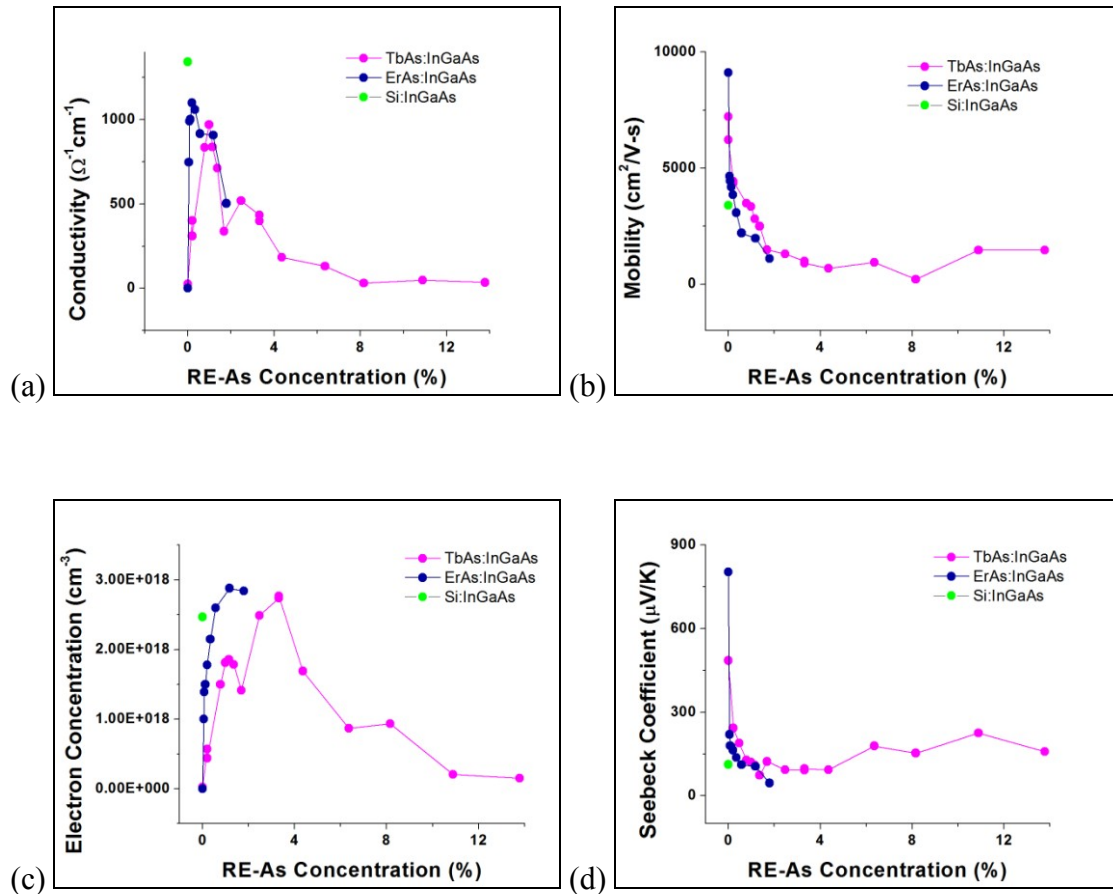 TbAs:InGaAs
ErAs:InGaAs
Si:InGaAs
1000
500
0
Conductivity (Ω⁻¹cm⁻¹)
0 4 8 12
RE-As Concentration (%)
(a)
10000
5000
0
TbAs:InGaAs
ErAs:InGaAs
Si:InGaAs
Mobility (cm²/V-s)
0 4 8 12
RE-As Concentration (%)
(b)
3.00E+018
2.00E+018
1.00E+018
0.00E+000
TbAs:InGaAs
ErAs:InGaAs
Si:InGaAs
Electron Concentration (cm⁻³)
0 4 8 12
RE-As Concentration (%)
(c)
900
600
300
0
TbAs:InGaAs
ErAs:InGaAs
Si:InGaAs
Seebeck Coefficient (μV/K)
0 4 8 12
RE-As Concentration (%)
(d)